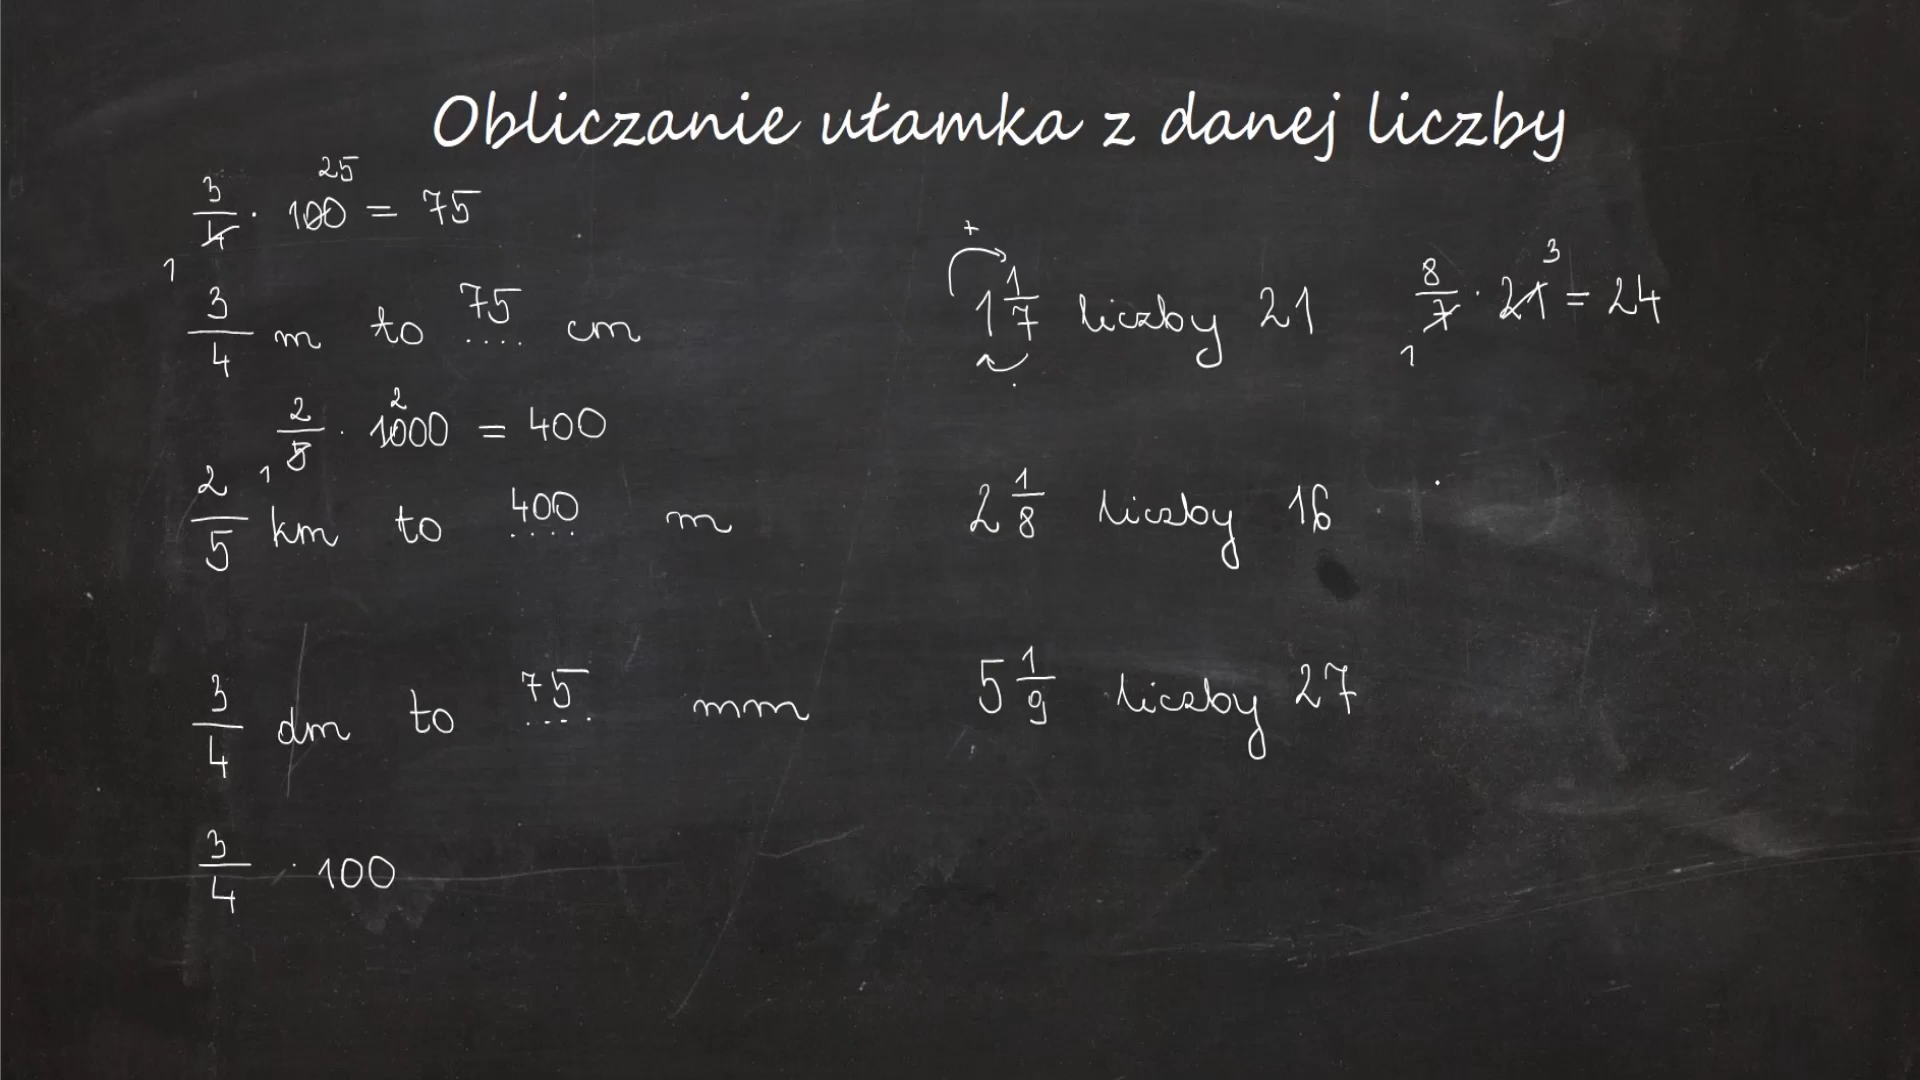 Obliczanie ułamka z danej liczby
3/4 · 100 = 75
25
1
3/4 m to 75 .... cm
2/5 · 1000 = 400
2
1
2/5 km to 400 .... m
3/4 dm to 75 .... mm
3/4 · 100
+
1 1/7 liczby 21
8/7 · 21 = 24
3
1
2 1/8 liczby 16
5 1/9 liczby 27